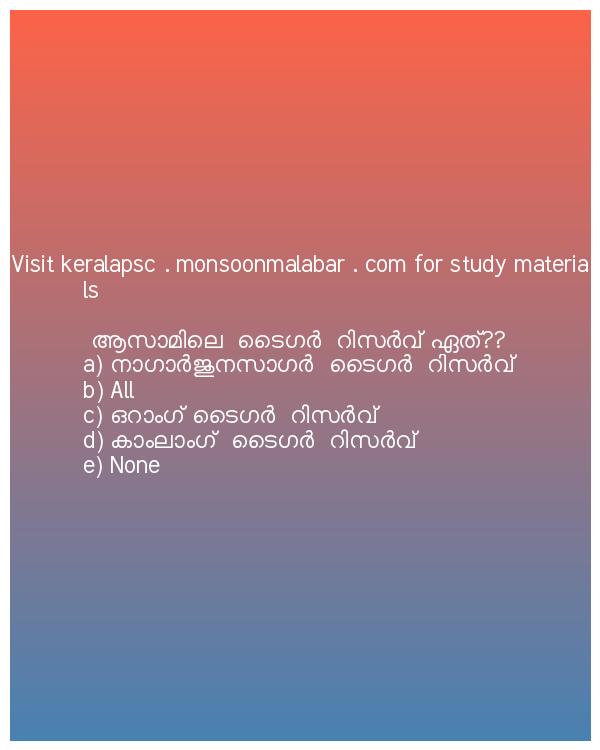 Visit keralapsc . monsoonmalabar . com for study materia
ls
ആസാമിലെ ടൈഗർ റിസർവ് ഏത്??
a) നാഗാർജുനസാഗർ ടൈഗർ റിസർവ്
b) All
c) ഒറാംഗ് ടൈഗർ റിസർവ്
d) കാംലാംഗ് ടൈഗർ റിസർവ്
e) None